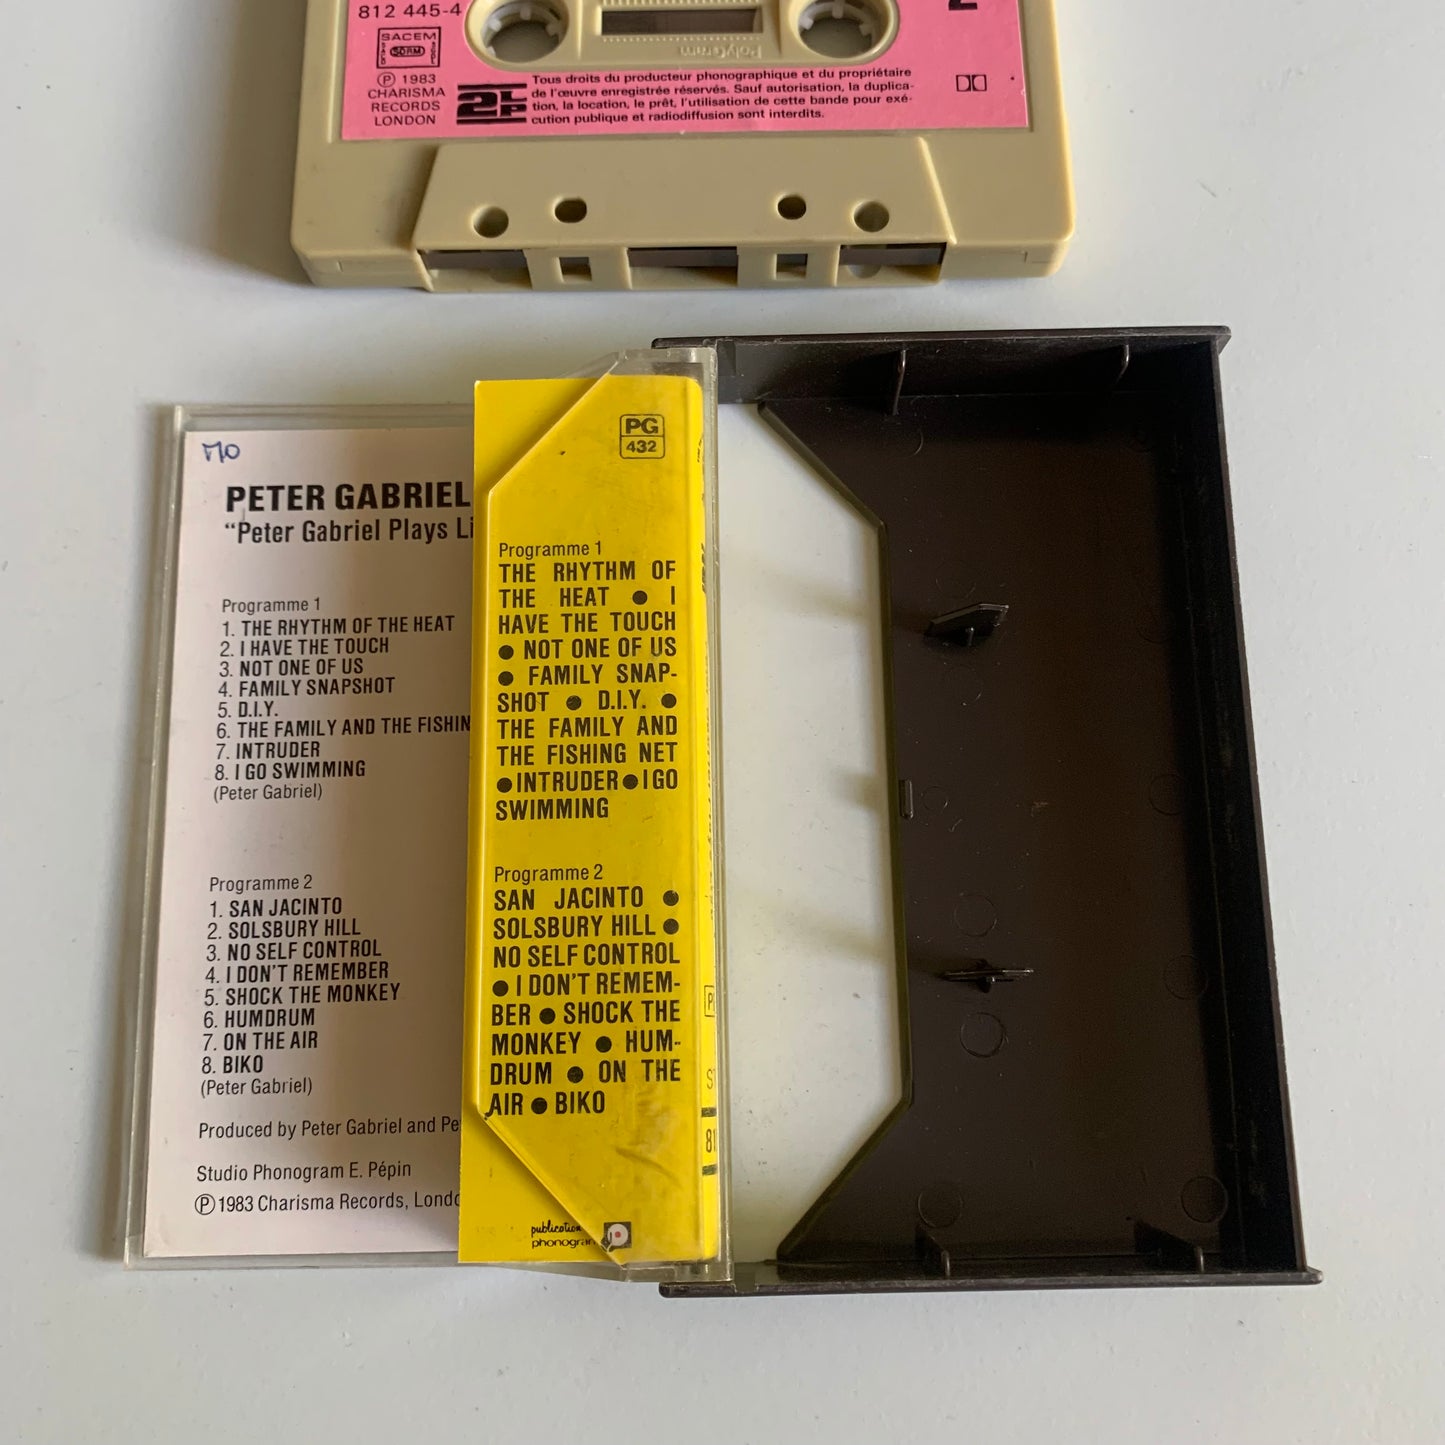 812 445-4
SACEM
SDRM
Ⓟ 1983
CHARISMA
RECORDS
LONDON
2LP
Tous droits du producteur phonographique et du propriétaire
de l'œuvre enregistrée réservés. Sauf autorisation, la duplica-
tion, la location, le prêt, l'utilisation de cette bande pour exé-
cution publique et radiodiffusion sont interdits.
PolyGram
PETER GABRIEL
"Peter Gabriel Plays Li
Programme 1
1. THE RHYTHM OF THE HEAT
2. I HAVE THE TOUCH
3. NOT ONE OF US
4. FAMILY SNAPSHOT
5. D.I.Y.
6. THE FAMILY AND THE FISHIN
7. INTRUDER
8. I GO SWIMMING
(Peter Gabriel)
Programme 2
1. SAN JACINTO
2. SOLSBURY HILL
3. NO SELF CONTROL
4. I DON'T REMEMBER
5. SHOCK THE MONKEY
6. HUMDRUM
7. ON THE AIR
8. BIKO
(Peter Gabriel)
Produced by Peter Gabriel and Pe
Studio Phonogram E. Pépin
Ⓟ 1983 Charisma Records, Londo
PG
432
Programme 1
THE RHYTHM OF
THE HEAT ● I
HAVE THE TOUCH
● NOT ONE OF US
● FAMILY SNAP-
SHOT ● D.I.Y. ●
THE FAMILY AND
THE FISHING NET
● INTRUDER ● I GO
SWIMMING
Programme 2
SAN JACINTO ●
SOLSBURY HILL ●
NO SELF CONTROL
● I DON'T REMEM-
BER ● SHOCK THE
MONKEY ● HUM-
DRUM ● ON THE
AIR ● BIKO
publication
phonogram